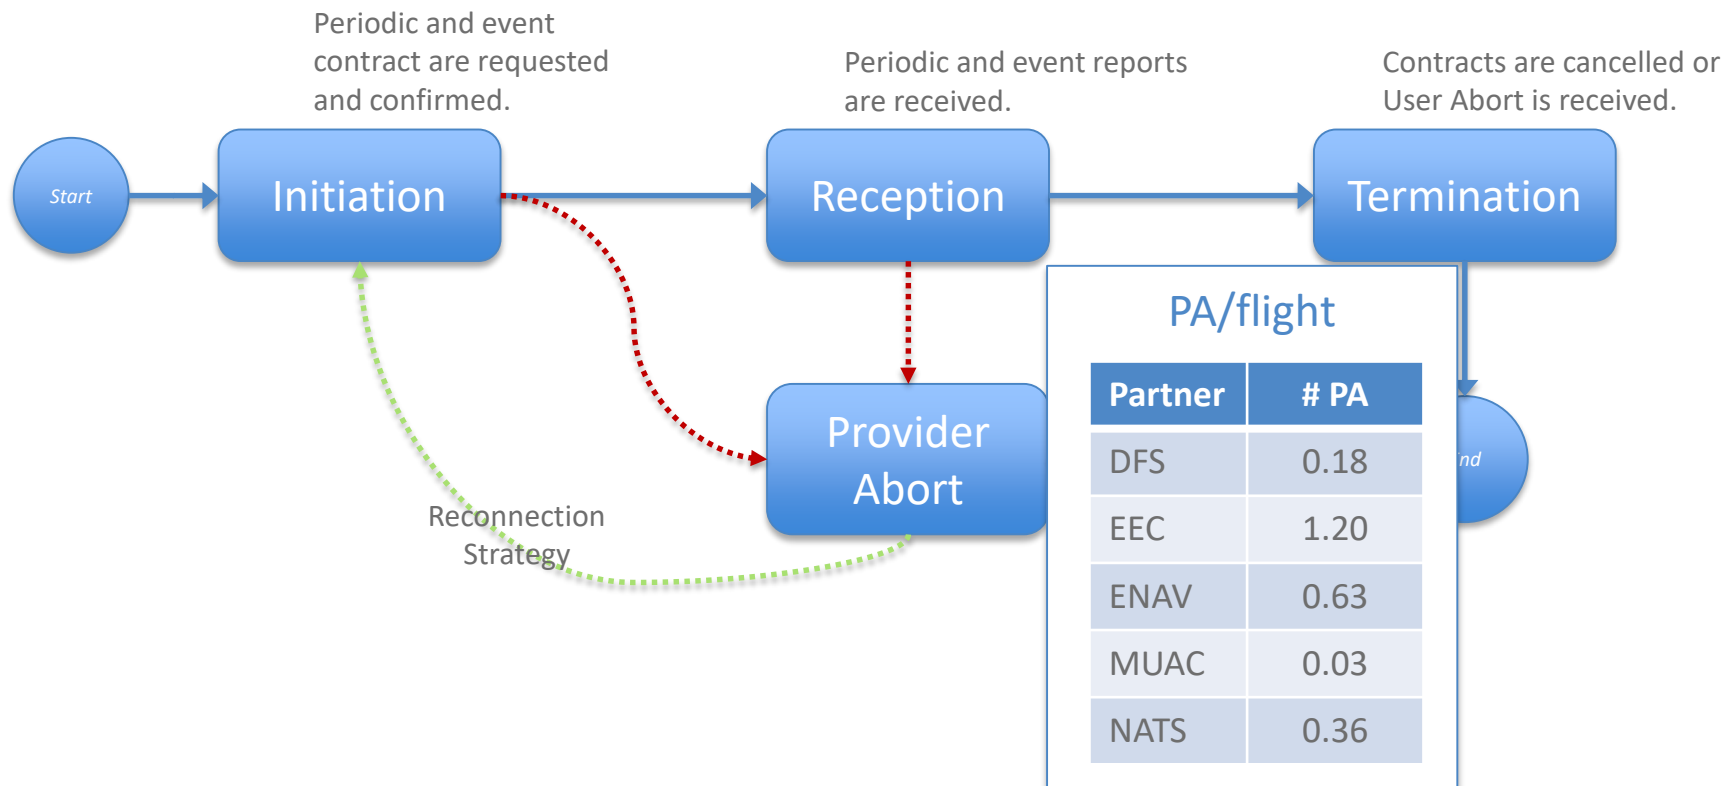 Periodic and event
contract are requested
and confirmed.
Periodic and event reports
are received.
Contracts are cancelled or
User Abort is received.
Start
Initiation
Reception
Termination
PA/flight
Partner # PA
DFS 0.18
EEC 1.20
ENAV 0.63
MUAC 0.03
NATS 0.36
Provider
Abort
Reconnection
Strategy